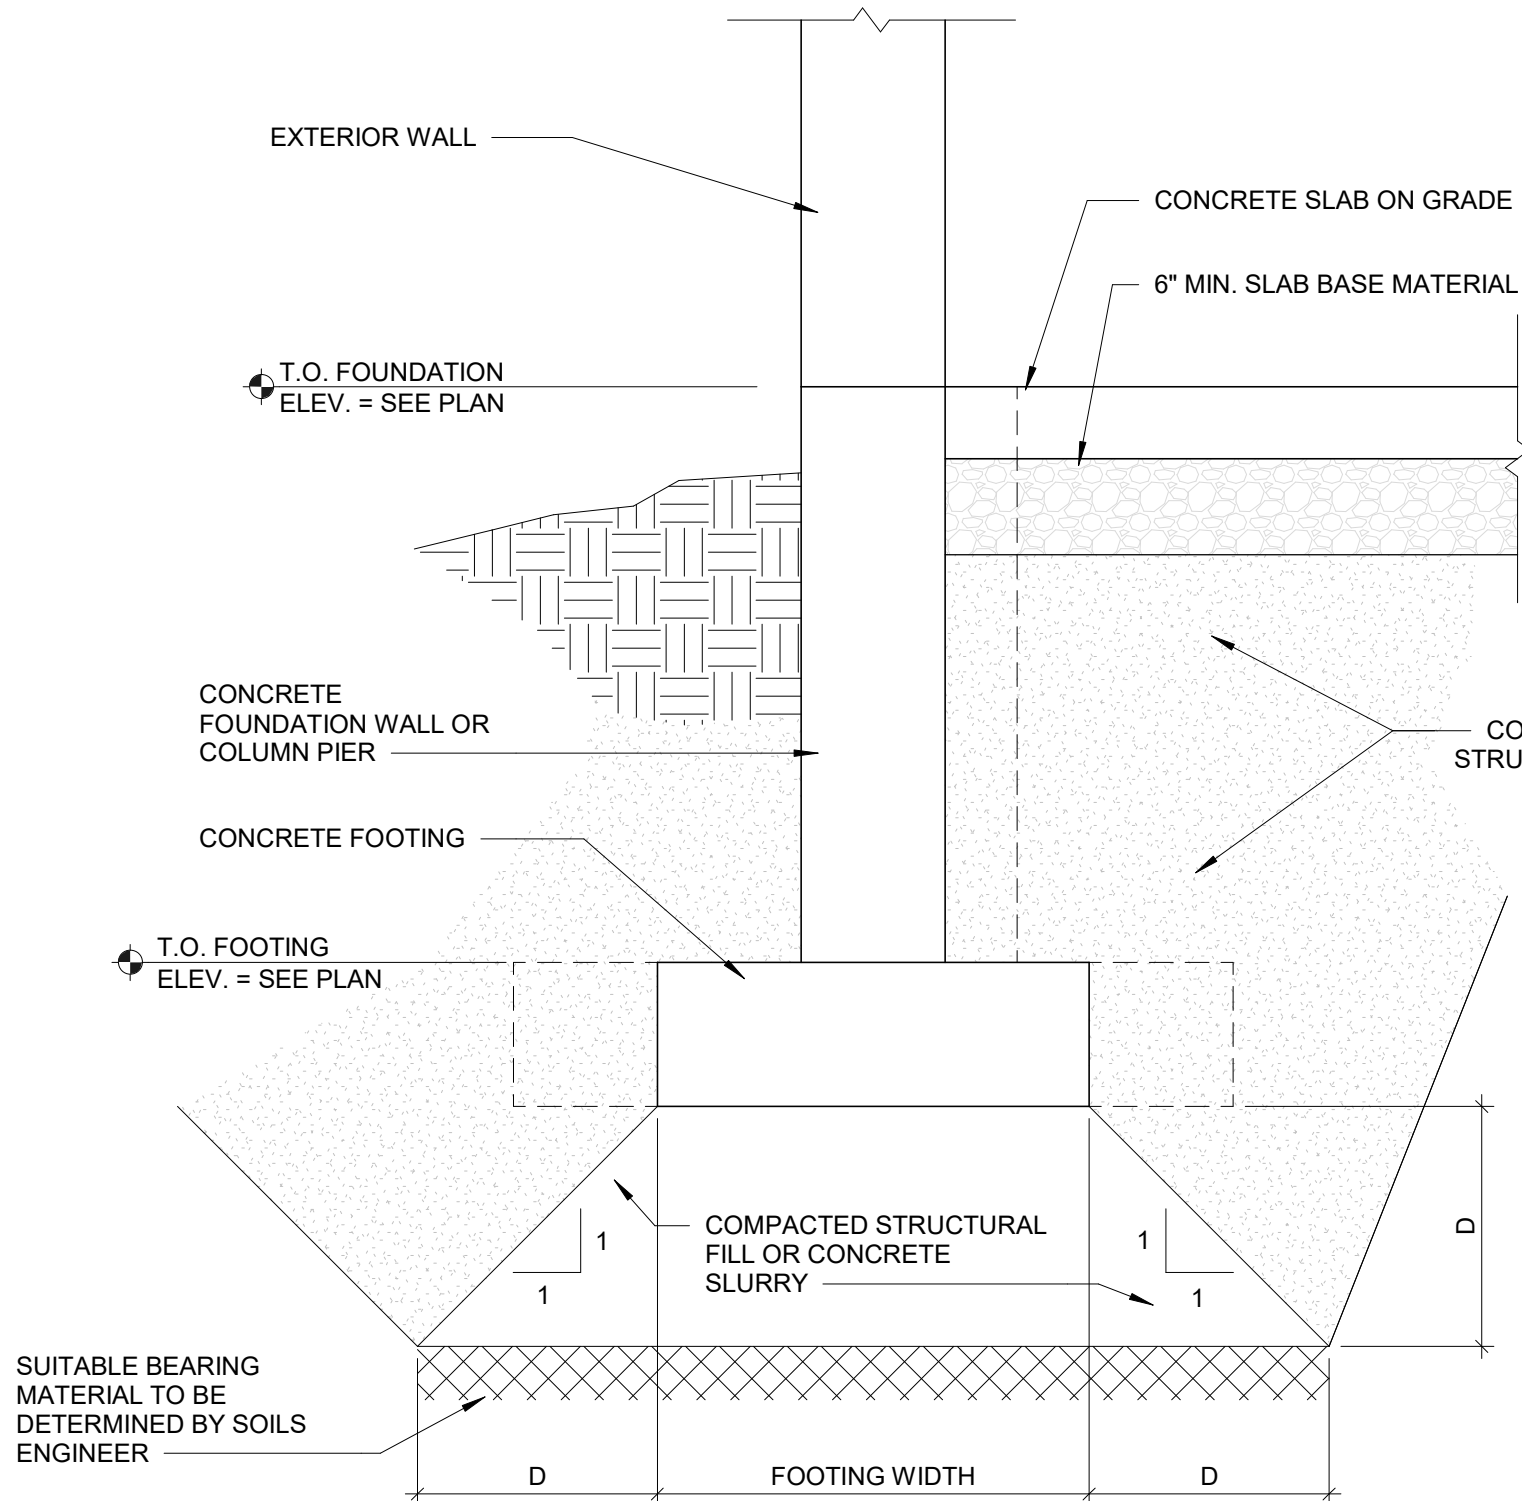 EXTERIOR WALL
CONCRETE SLAB ON GRADE
6" MIN. SLAB BASE MATERIAL
T.O. FOUNDATION
ELEV. = SEE PLAN
CONCRETE
FOUNDATION WALL OR
COLUMN PIER
CO
STRU
CONCRETE FOOTING
T.O. FOOTING
ELEV. = SEE PLAN
COMPACTED STRUCTURAL
FILL OR CONCRETE
SLURRY
1
1
1
1
D
SUITABLE BEARING
MATERIAL TO BE
DETERMINED BY SOILS
ENGINEER
D
FOOTING WIDTH
D